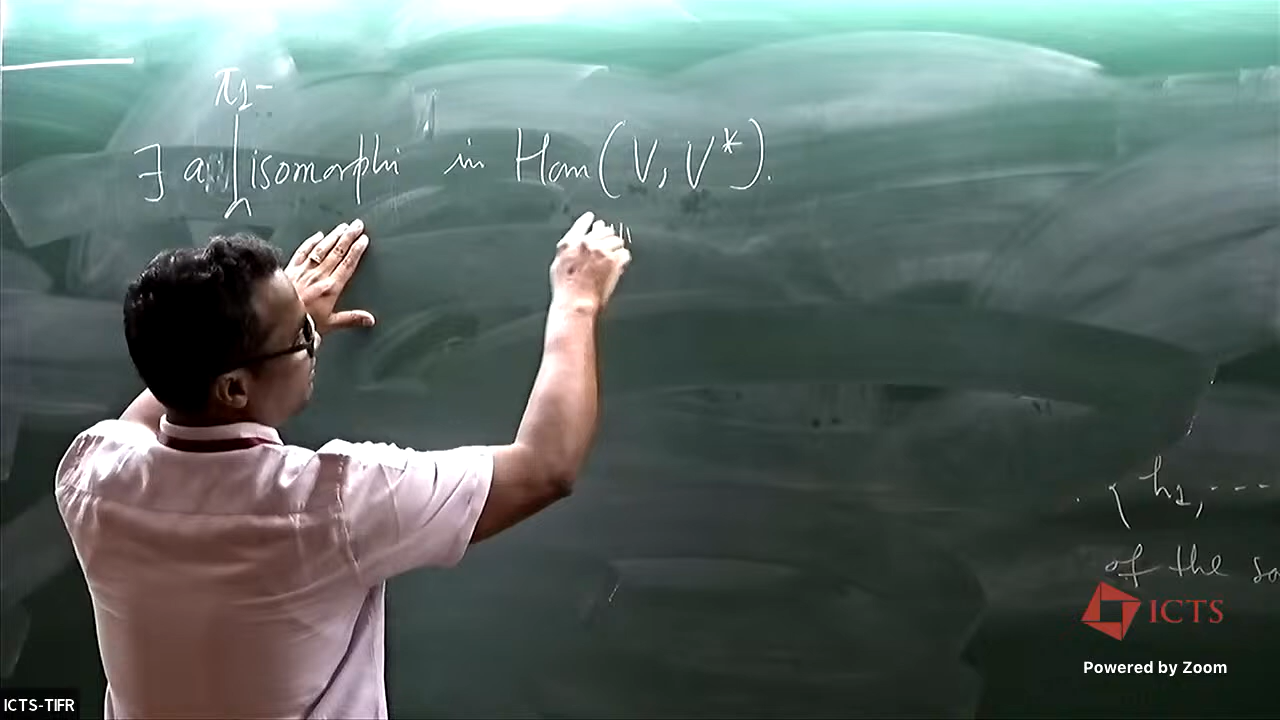 π1-
∃ a isomorphi in Hom(V, V*).
{h1, ---
of the
ICTS
Powered by Zoom
ICTS-TIFR